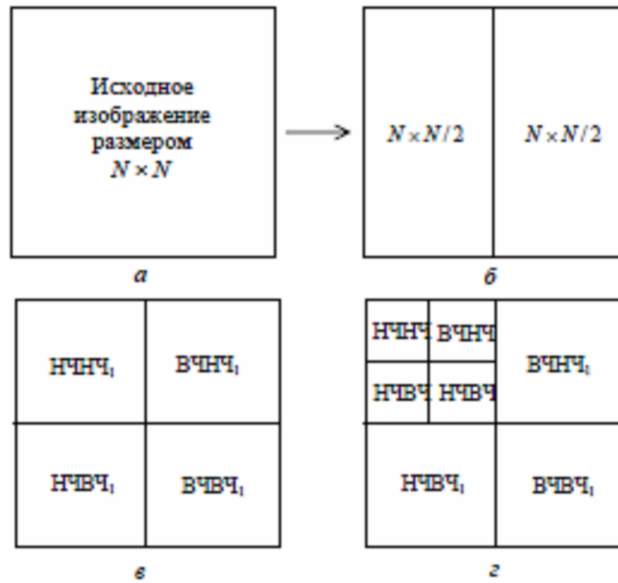 Исходное
изображение
размером
N × N
N × N/2
N × N/2
а
б
НЧНЧ₁
ВЧНЧ₁
НЧВЧ₁
ВЧВЧ₁
в
НЧНЧ
ВЧНЧ
НЧВЧ
НЧВЧ
ВЧНЧ₁
НЧВЧ₁
ВЧВЧ₁
г